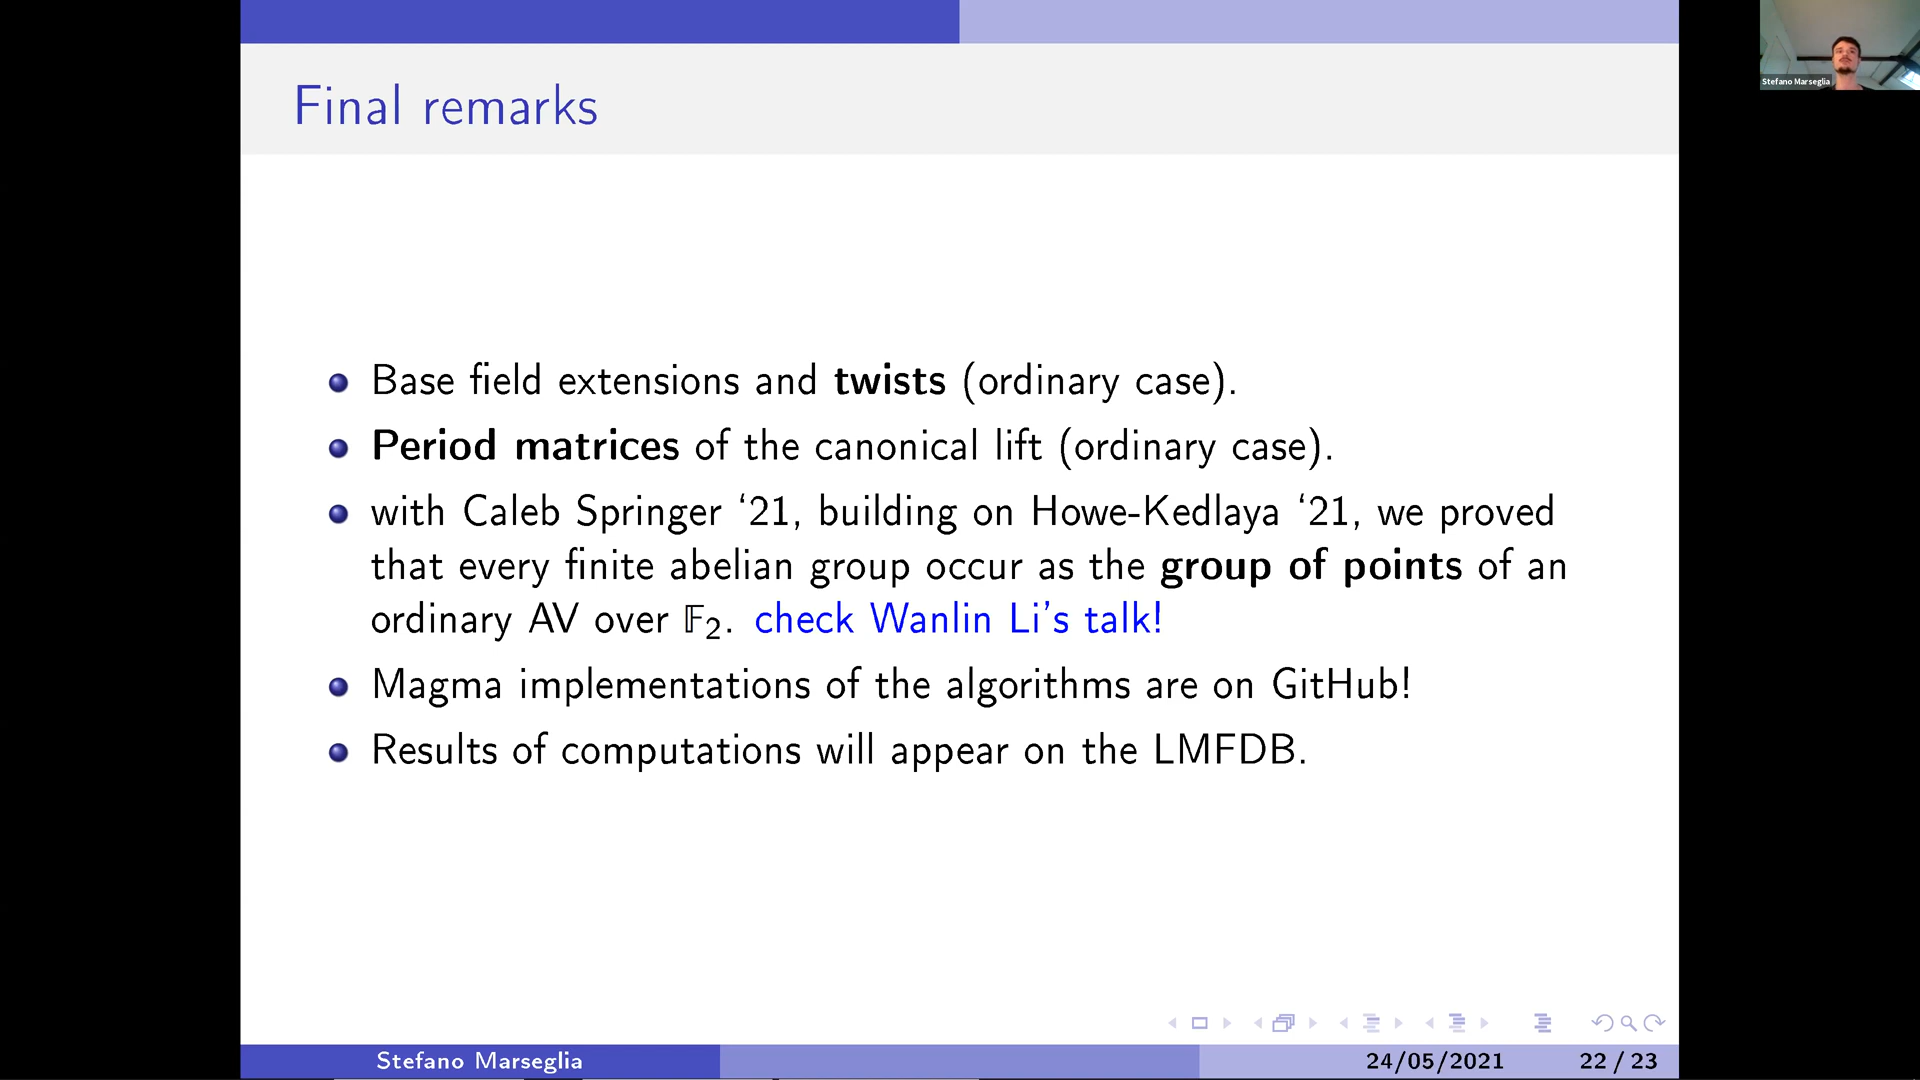 Stefano Marseglia
Final remarks
Base field extensions and twists (ordinary case).
Period matrices of the canonical lift (ordinary case).
with Caleb Springer ‘21, building on Howe-Kedlaya ‘21, we proved
that every finite abelian group occur as the group of points of an
ordinary AV over 𝔽₂. check Wanlin Li’s talk!
Magma implementations of the algorithms are on GitHub!
Results of computations will appear on the LMFDB.
Stefano Marseglia 24/05/2021 22 / 23